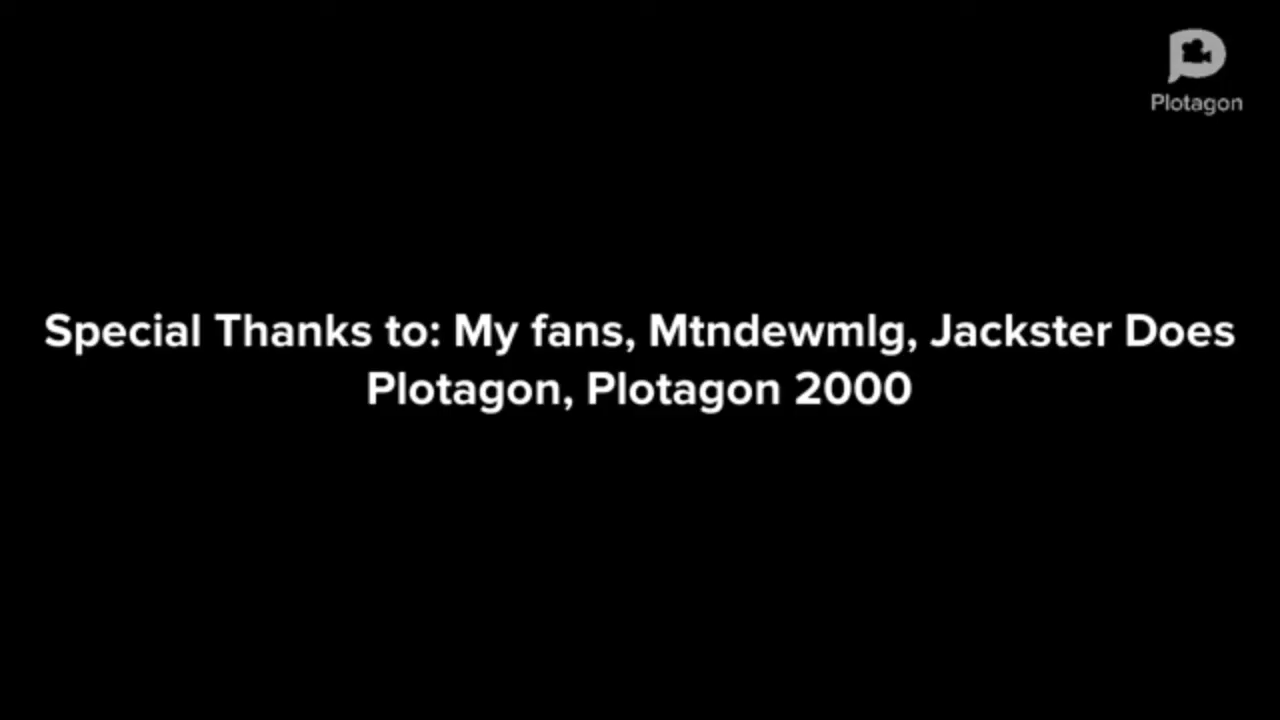 Plotagon
Special Thanks to: My fans, Mtndewmlg, Jackster Does
Plotagon, Plotagon 2000